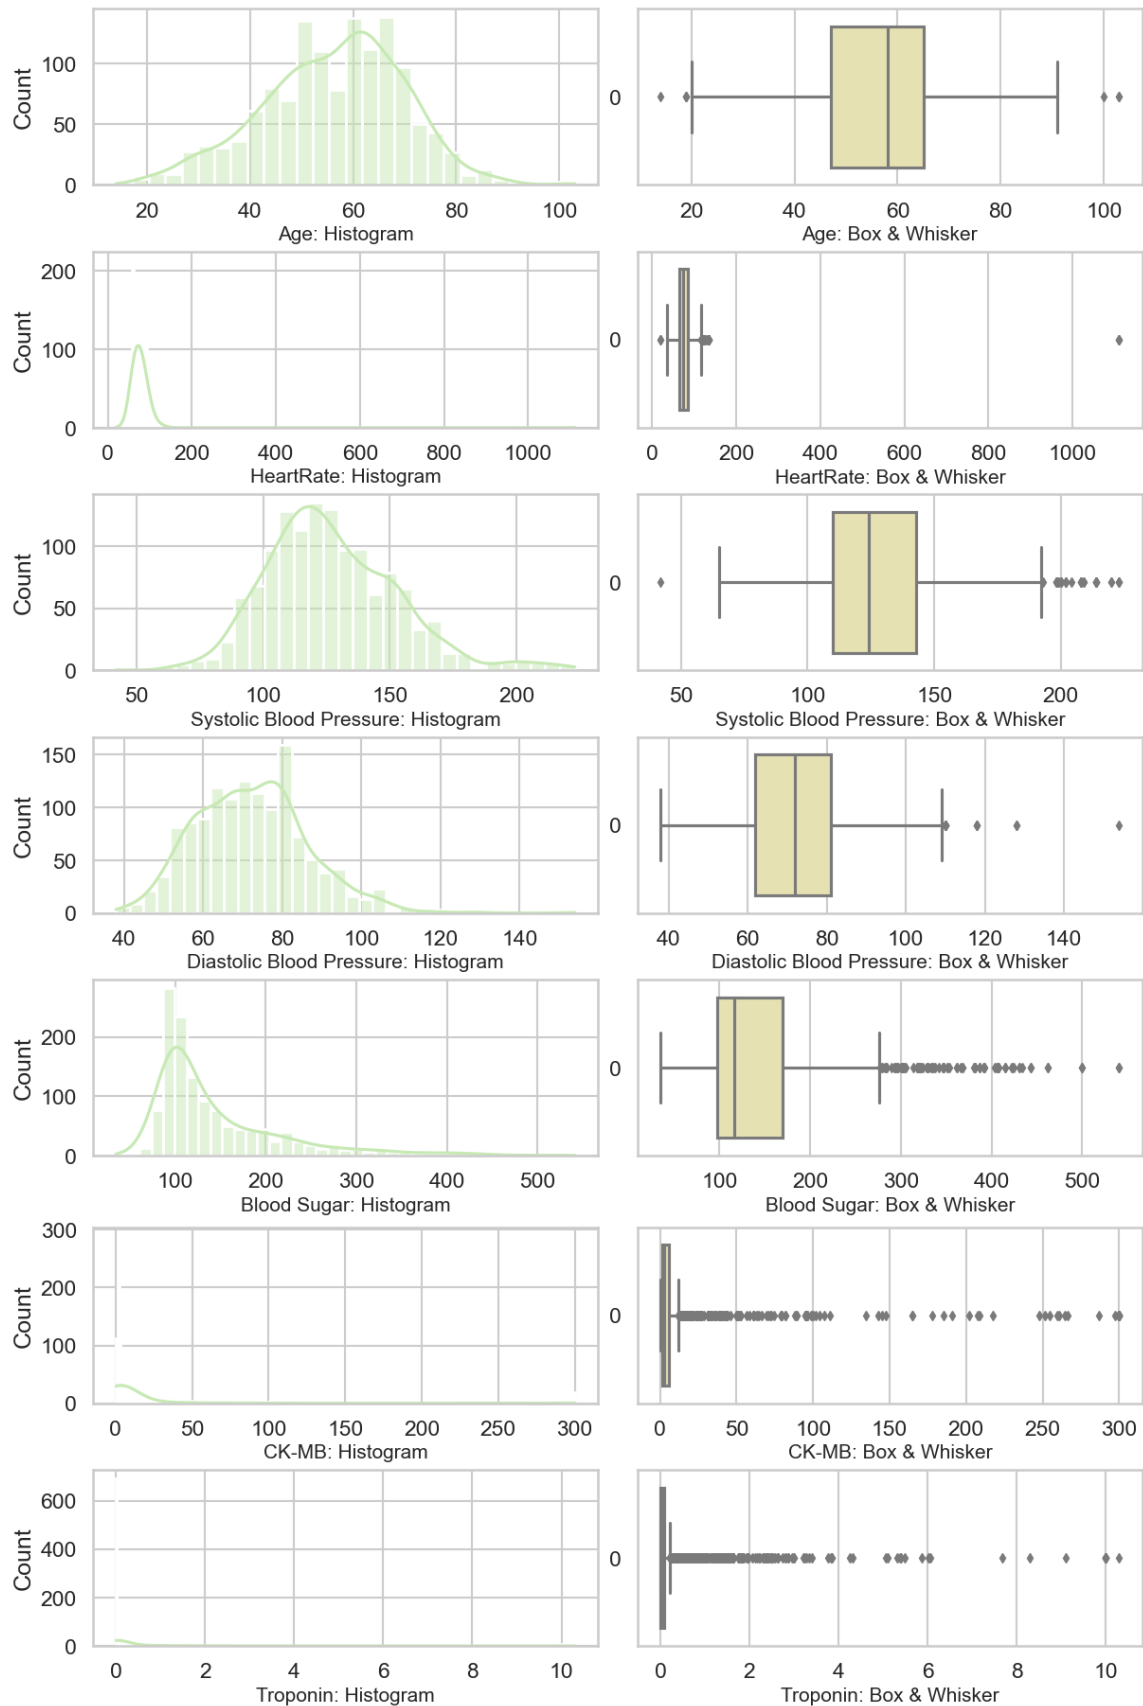 Count
100
50
0
20 40 60 80 100
Age: Histogram
0
20 40 60 80 100
Age: Box & Whisker
Count
200
100
0
0 200 400 600 800 1000
HeartRate: Histogram
0
0 200 400 600 800 1000
HeartRate: Box & Whisker
Count
100
50
0
50 100 150 200
Systolic Blood Pressure: Histogram
0
50 100 150 200
Systolic Blood Pressure: Box & Whisker
Count
150
100
50
0
40 60 80 100 120 140
Diastolic Blood Pressure: Histogram
0
40 60 80 100 120 140
Diastolic Blood Pressure: Box & Whisker
Count
200
100
0
100 200 300 400 500
Blood Sugar: Histogram
0
100 200 300 400 500
Blood Sugar: Box & Whisker
Count
300
200
100
0
0 50 100 150 200 250 300
CK-MB: Histogram
0
0 50 100 150 200 250 300
CK-MB: Box & Whisker
Count
600
400
200
0
0 2 4 6 8 10
Troponin: Histogram
0
0 2 4 6 8 10
Troponin: Box & Whisker